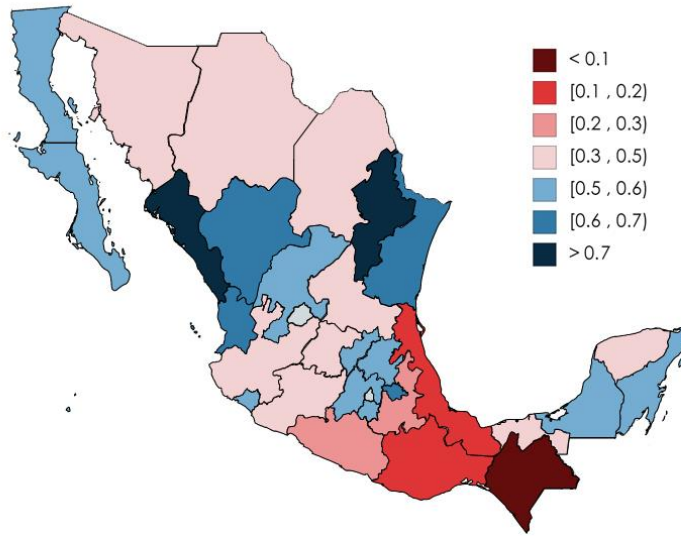 < 0.1
[0.1 , 0.2)
[0.2 , 0.3)
[0.3 , 0.5)
[0.5 , 0.6)
[0.6 , 0.7)
> 0.7